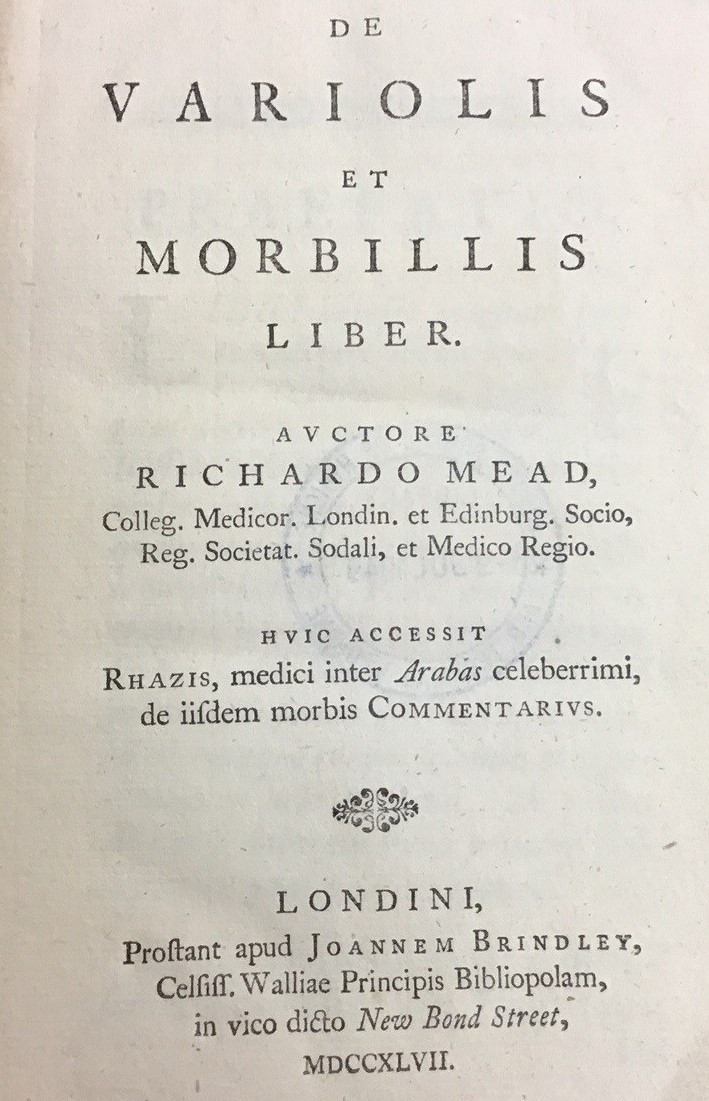 DE
VARIOLIS
ET
MORBILLIS
LIBER.
AVCTORE
RICHARDO MEAD,
Colleg. Medicor. Londin. et Edinburg. Socio,
Reg. Societat. Sodali, et Medico Regio.
HVIC ACCESSIT
RHAZIS, medici inter Arabas celeberrimi,
de iiſdem morbis COMMENTARIVS.
LONDINI,
Proſtant apud JOANNEM BRINDLEY,
Celſiſſ. Walliae Principis Bibliopolam,
in vico dicto New Bond Street,
MDCCXLVII.